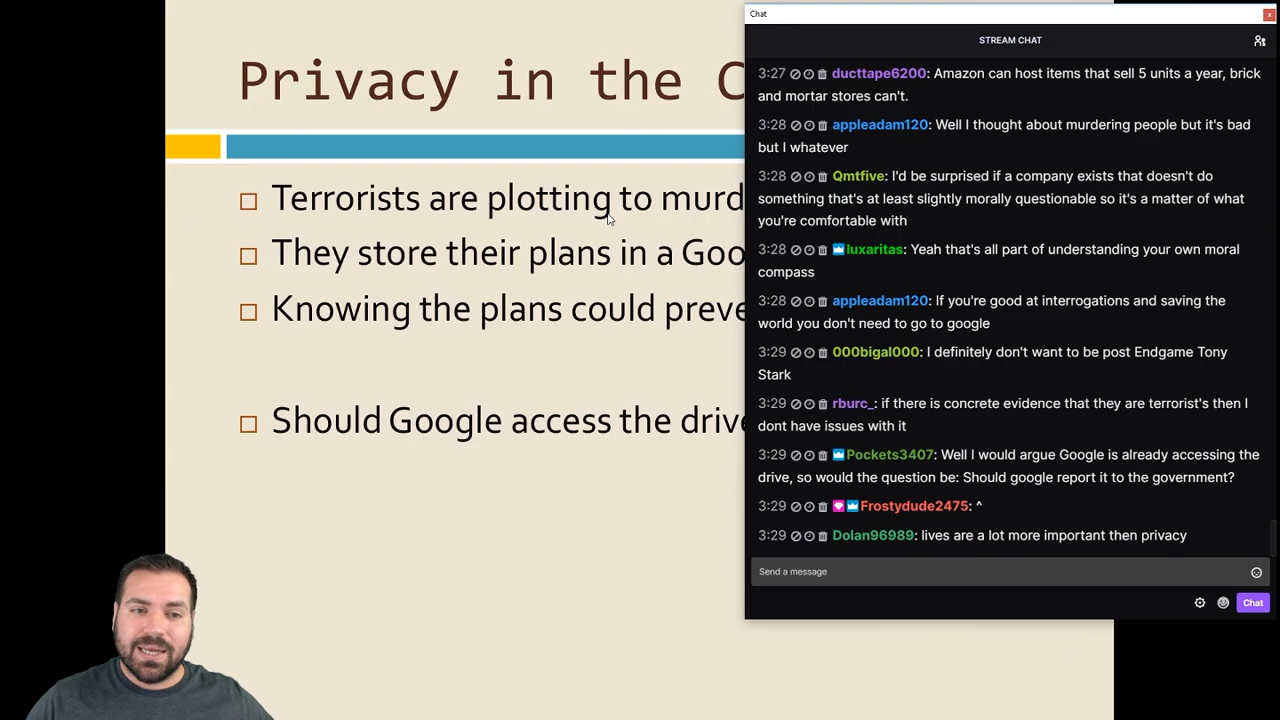 Privacy in the C
Terrorists are plotting to murd
They store their plans in a Goo
Knowing the plans could preve
Should Google access the drive
Chat
STREAM CHAT
3:27 ducttape6200: Amazon can host items that sell 5 units a year, brick
and mortar stores can't.
3:28 appleadam120: Well I thought about murdering people but it's bad
but I whatever
3:28 Qmtfive: I'd be surprised if a company exists that doesn't do
something that's at least slightly morally questionable so it's a matter of what
you're comfortable with
3:28 luxaritas: Yeah that's all part of understanding your own moral
compass
3:28 appleadam120: If you're good at interrogations and saving the
world you don't need to go to google
3:29 000bigal000: I definitely don't want to be post Endgame Tony
Stark
3:29 rburc_: if there is concrete evidence that they are terrorist's then I
dont have issues with it
3:29 Pockets3407: Well I would argue Google is already accessing the
drive, so would the question be: Should google report it to the government?
3:29 Frostydude2475: ^
3:29 Dolan96989: lives are a lot more important then privacy
Send a message
Chat